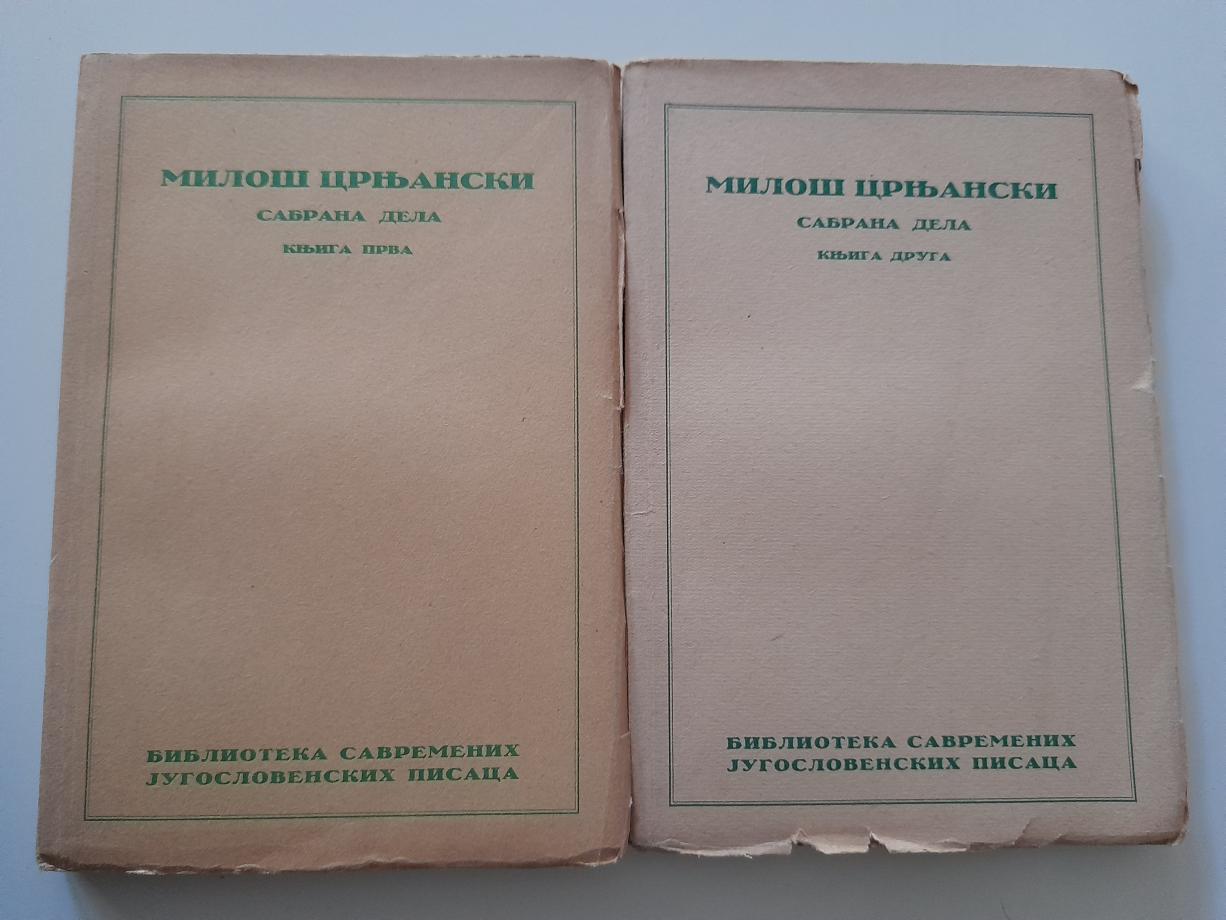 МИЛОШ ЦРЊАНСКИ
САБРАНА ДЕЛА
КЊИГА ПРВА
БИБЛИОТЕКА САВРЕМЕНИХ
ЈУГОСЛОВЕНСКИХ ПИСАЦА
МИЛОШ ЦРЊАНСКИ
САБРАНА ДЕЛА
КЊИГА ДРУГА
БИБЛИОТЕКА САВРЕМЕНИХ
ЈУГОСЛОВЕНСКИХ ПИСАЦА